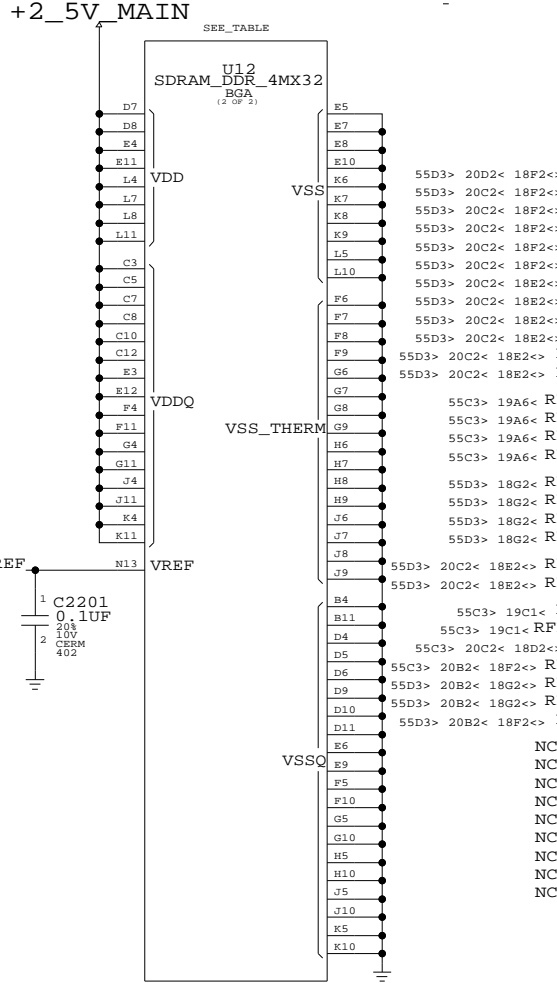 +2_5V_MAIN
SEE_TABLE
U12
SDRAM_DDR_4MX32
BGA
(2 OF 2)
D7
D8
E4
E11
L4
L7
L8
L11
VDD
C3
C5
C7
C8
C10
C12
E3
E12
F4
F11
G4
G11
J4
J11
K4
K11
VDDQ
N13
VREF
EF
1
2
C2201
0.1UF
20%
10V
CERM
402
E5
E7
E8
E10
K6
K7
K8
K9
L5
L10
VSS
F6
F7
F8
F9
G6
G7
G8
G9
H6
H7
H8
H9
J6
J7
J8
J9
VSS_THERM
B4
B11
D4
D5
D6
D9
D10
D11
E6
E9
F5
F10
G5
G10
H5
H10
J5
J10
K5
K10
VSSQ
55D3> 20D2< 18F2<>
55D3> 20C2< 18F2<>
55D3> 20C2< 18F2<>
55D3> 20C2< 18F2<>
55D3> 20C2< 18F2<>
55D3> 20C2< 18F2<>
55D3> 20C2< 18E2<>
55D3> 20C2< 18E2<>
55D3> 20C2< 18E2<>
55D3> 20C2< 18E2<>
55D3> 20C2< 18E2<>
55D3> 20C2< 18E2<>
55C3> 19A6< R
55C3> 19A6< R
55C3> 19A6< R
55C3> 19A6< R
55D3> 18G2< R
55D3> 18G2< R
55D3> 18G2< R
55D3> 18G2< R
55D3> 20C2< 18E2<> R
55D3> 20C2< 18E2<> R
55C3> 19C1<
55C3> 19C1< RF
55C3> 20C2< 18D2<>
55C3> 20B2< 18F2<> R
55D3> 20B2< 18G2<> R
55D3> 20B2< 18G2<> R
55D3> 20B2< 18F2<>
NC
NC
NC
NC
NC
NC
NC
NC
NC